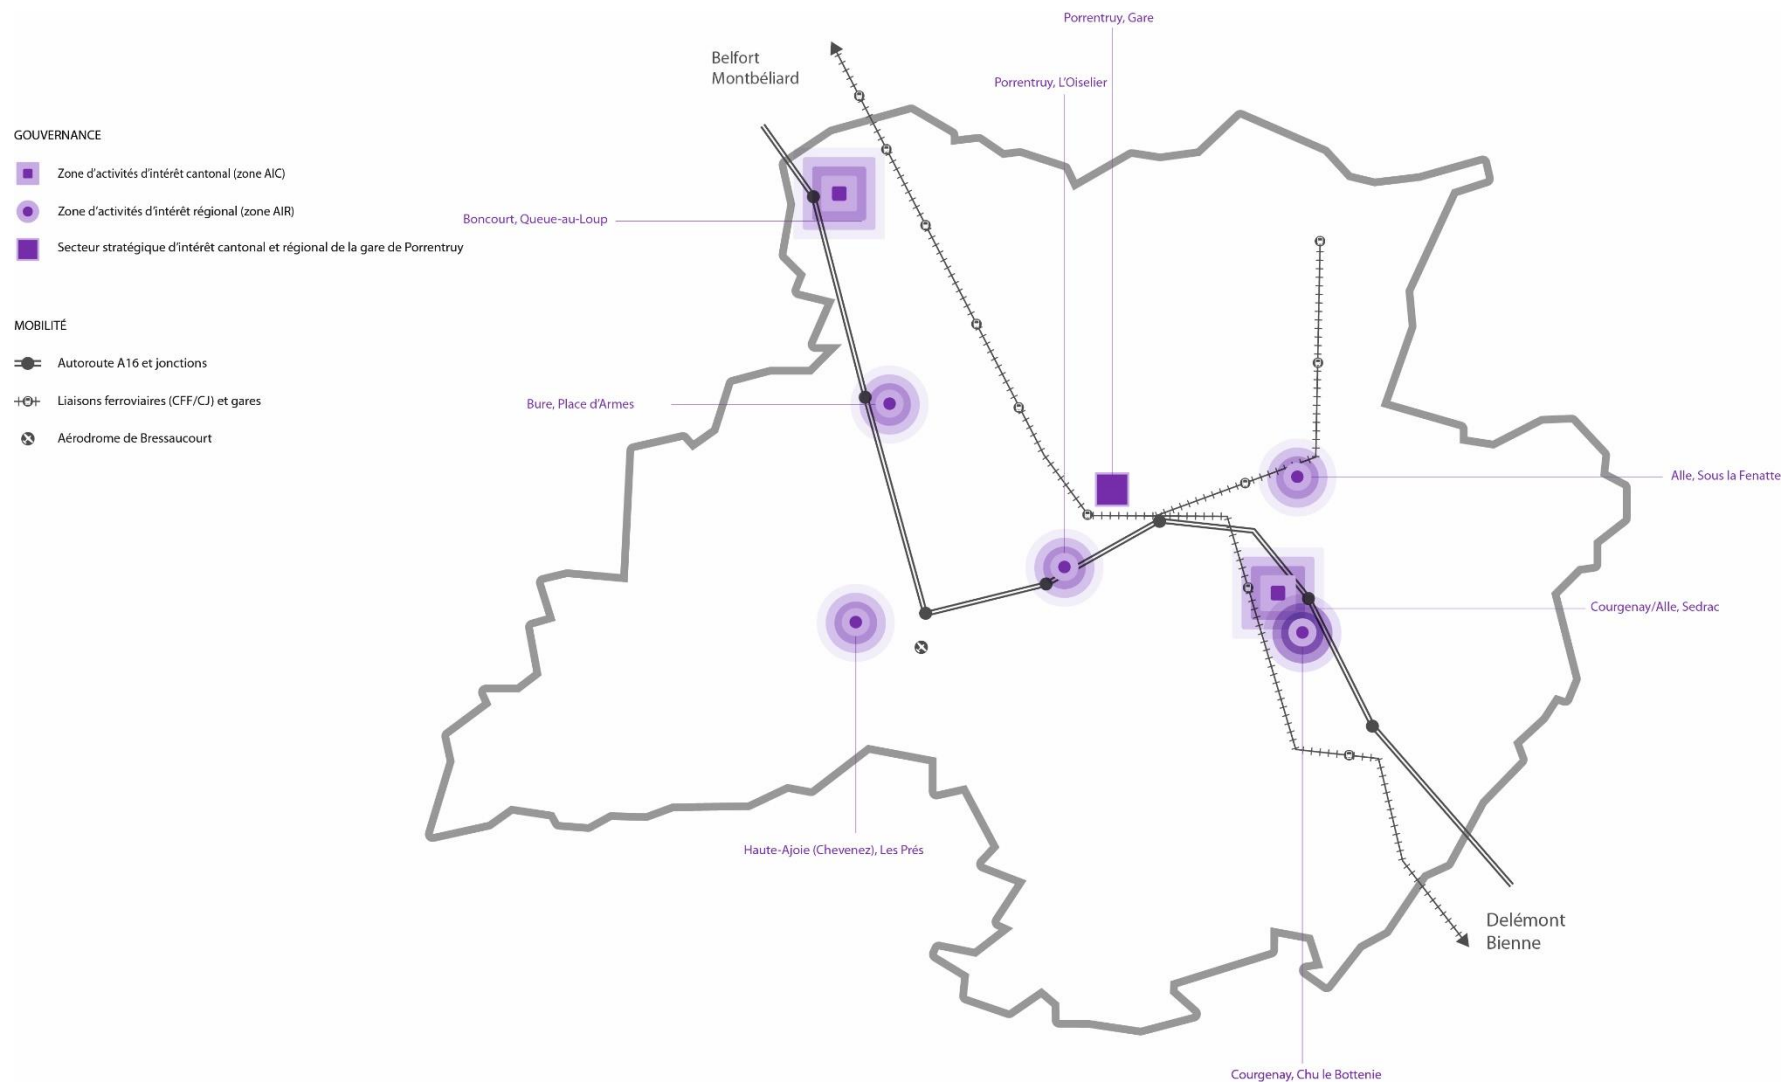 Porrentruy, Gare
Belfort
Montbéliard
Porrentruy, L'Oiselier
GOUVERNANCE
Zone d'activités d'intérêt cantonal (zone AIC)
Zone d'activités d'intérêt régional (zone AIR)
Secteur stratégique d'intérêt cantonal et régional de la gare de Porrentruy
MOBILITÉ
Autoroute A16 et jonctions
Liaisons ferroviaires (CFF/CJ) et gares
Aérodrome de Bressaucourt
Boncourt, Queue-au-Loup
Bure, Place d'Armes
Alle, Sous la Fenatte
Courgenay/Alle, Sedrac
Haute-Ajoie (Chevenez), Les Prés
Delémont
Bienne
Courgenay, Chu le Bottenie